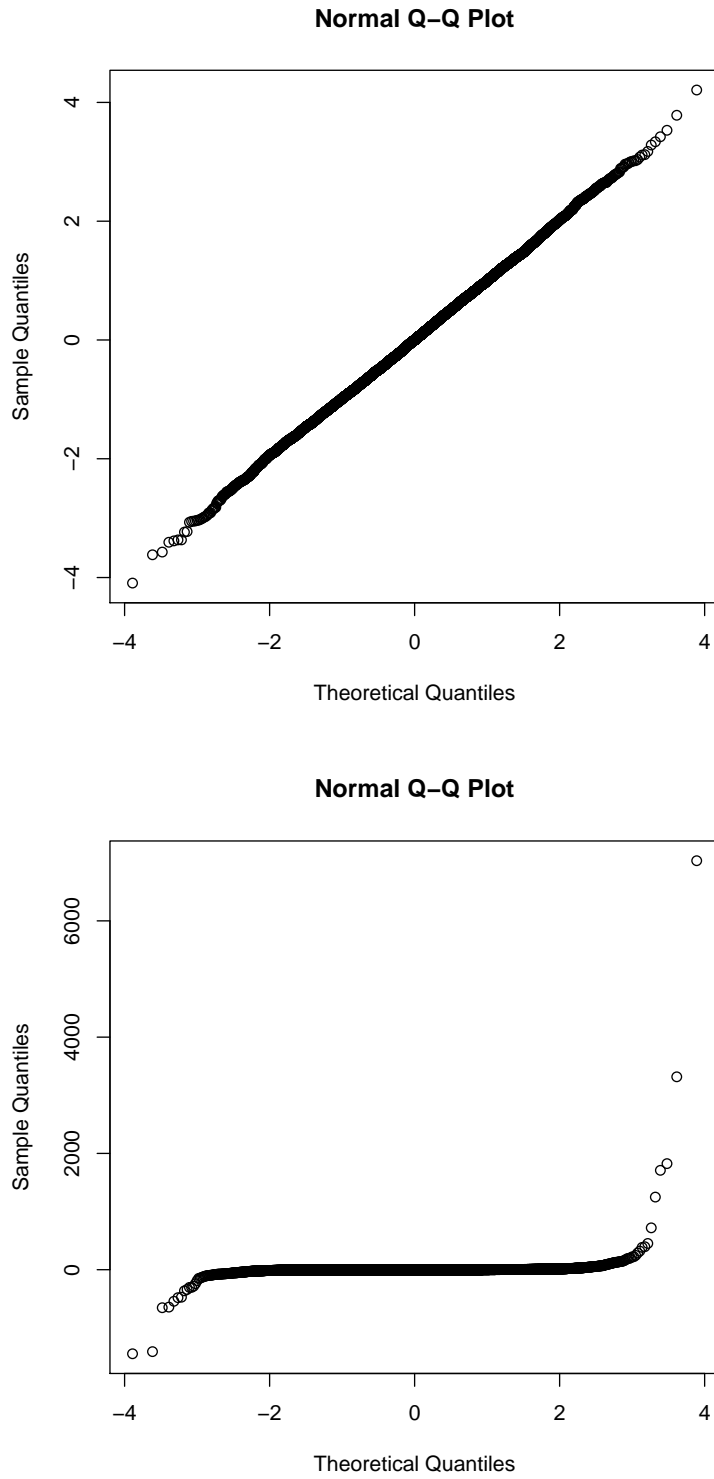 Normal Q−Q Plot
4
2
0
−2
−4
Sample Quantiles
−4 −2 0 2 4
Theoretical Quantiles
Normal Q−Q Plot
6000
4000
2000
0
Sample Quantiles
−4 −2 0 2 4
Theoretical Quantiles